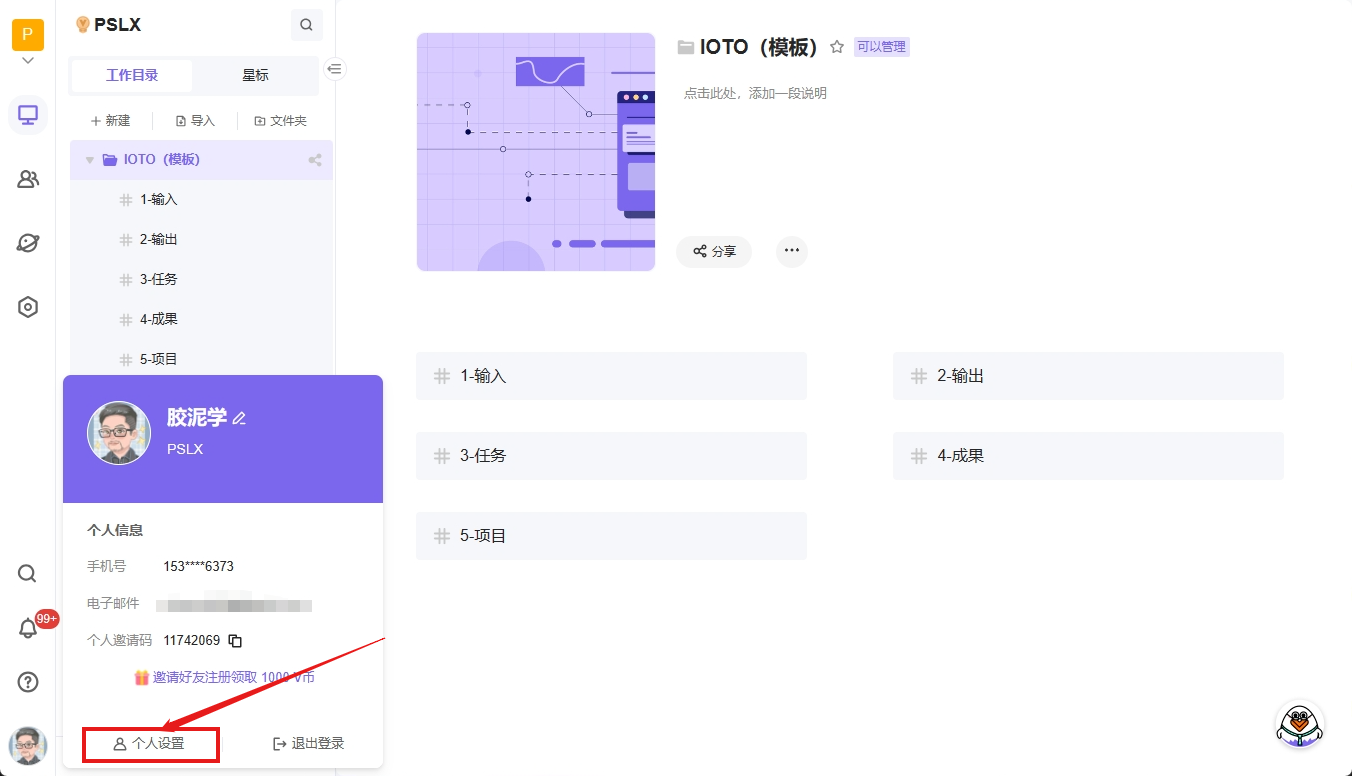 P
PSLX
工作目录
星标
新建
导入
文件夹
IOTO（模板）
1-输入
2-输出
3-任务
4-成果
5-项目
胶泥学
PSLX
个人信息
手机号 153****6373
电子邮件
个人邀请码 11742069
邀请好友注册领取 1000 V币
个人设置
退出登录
99+
IOTO（模板）
可以管理
点击此处，添加一段说明
分享
1-输入
2-输出
3-任务
4-成果
5-项目